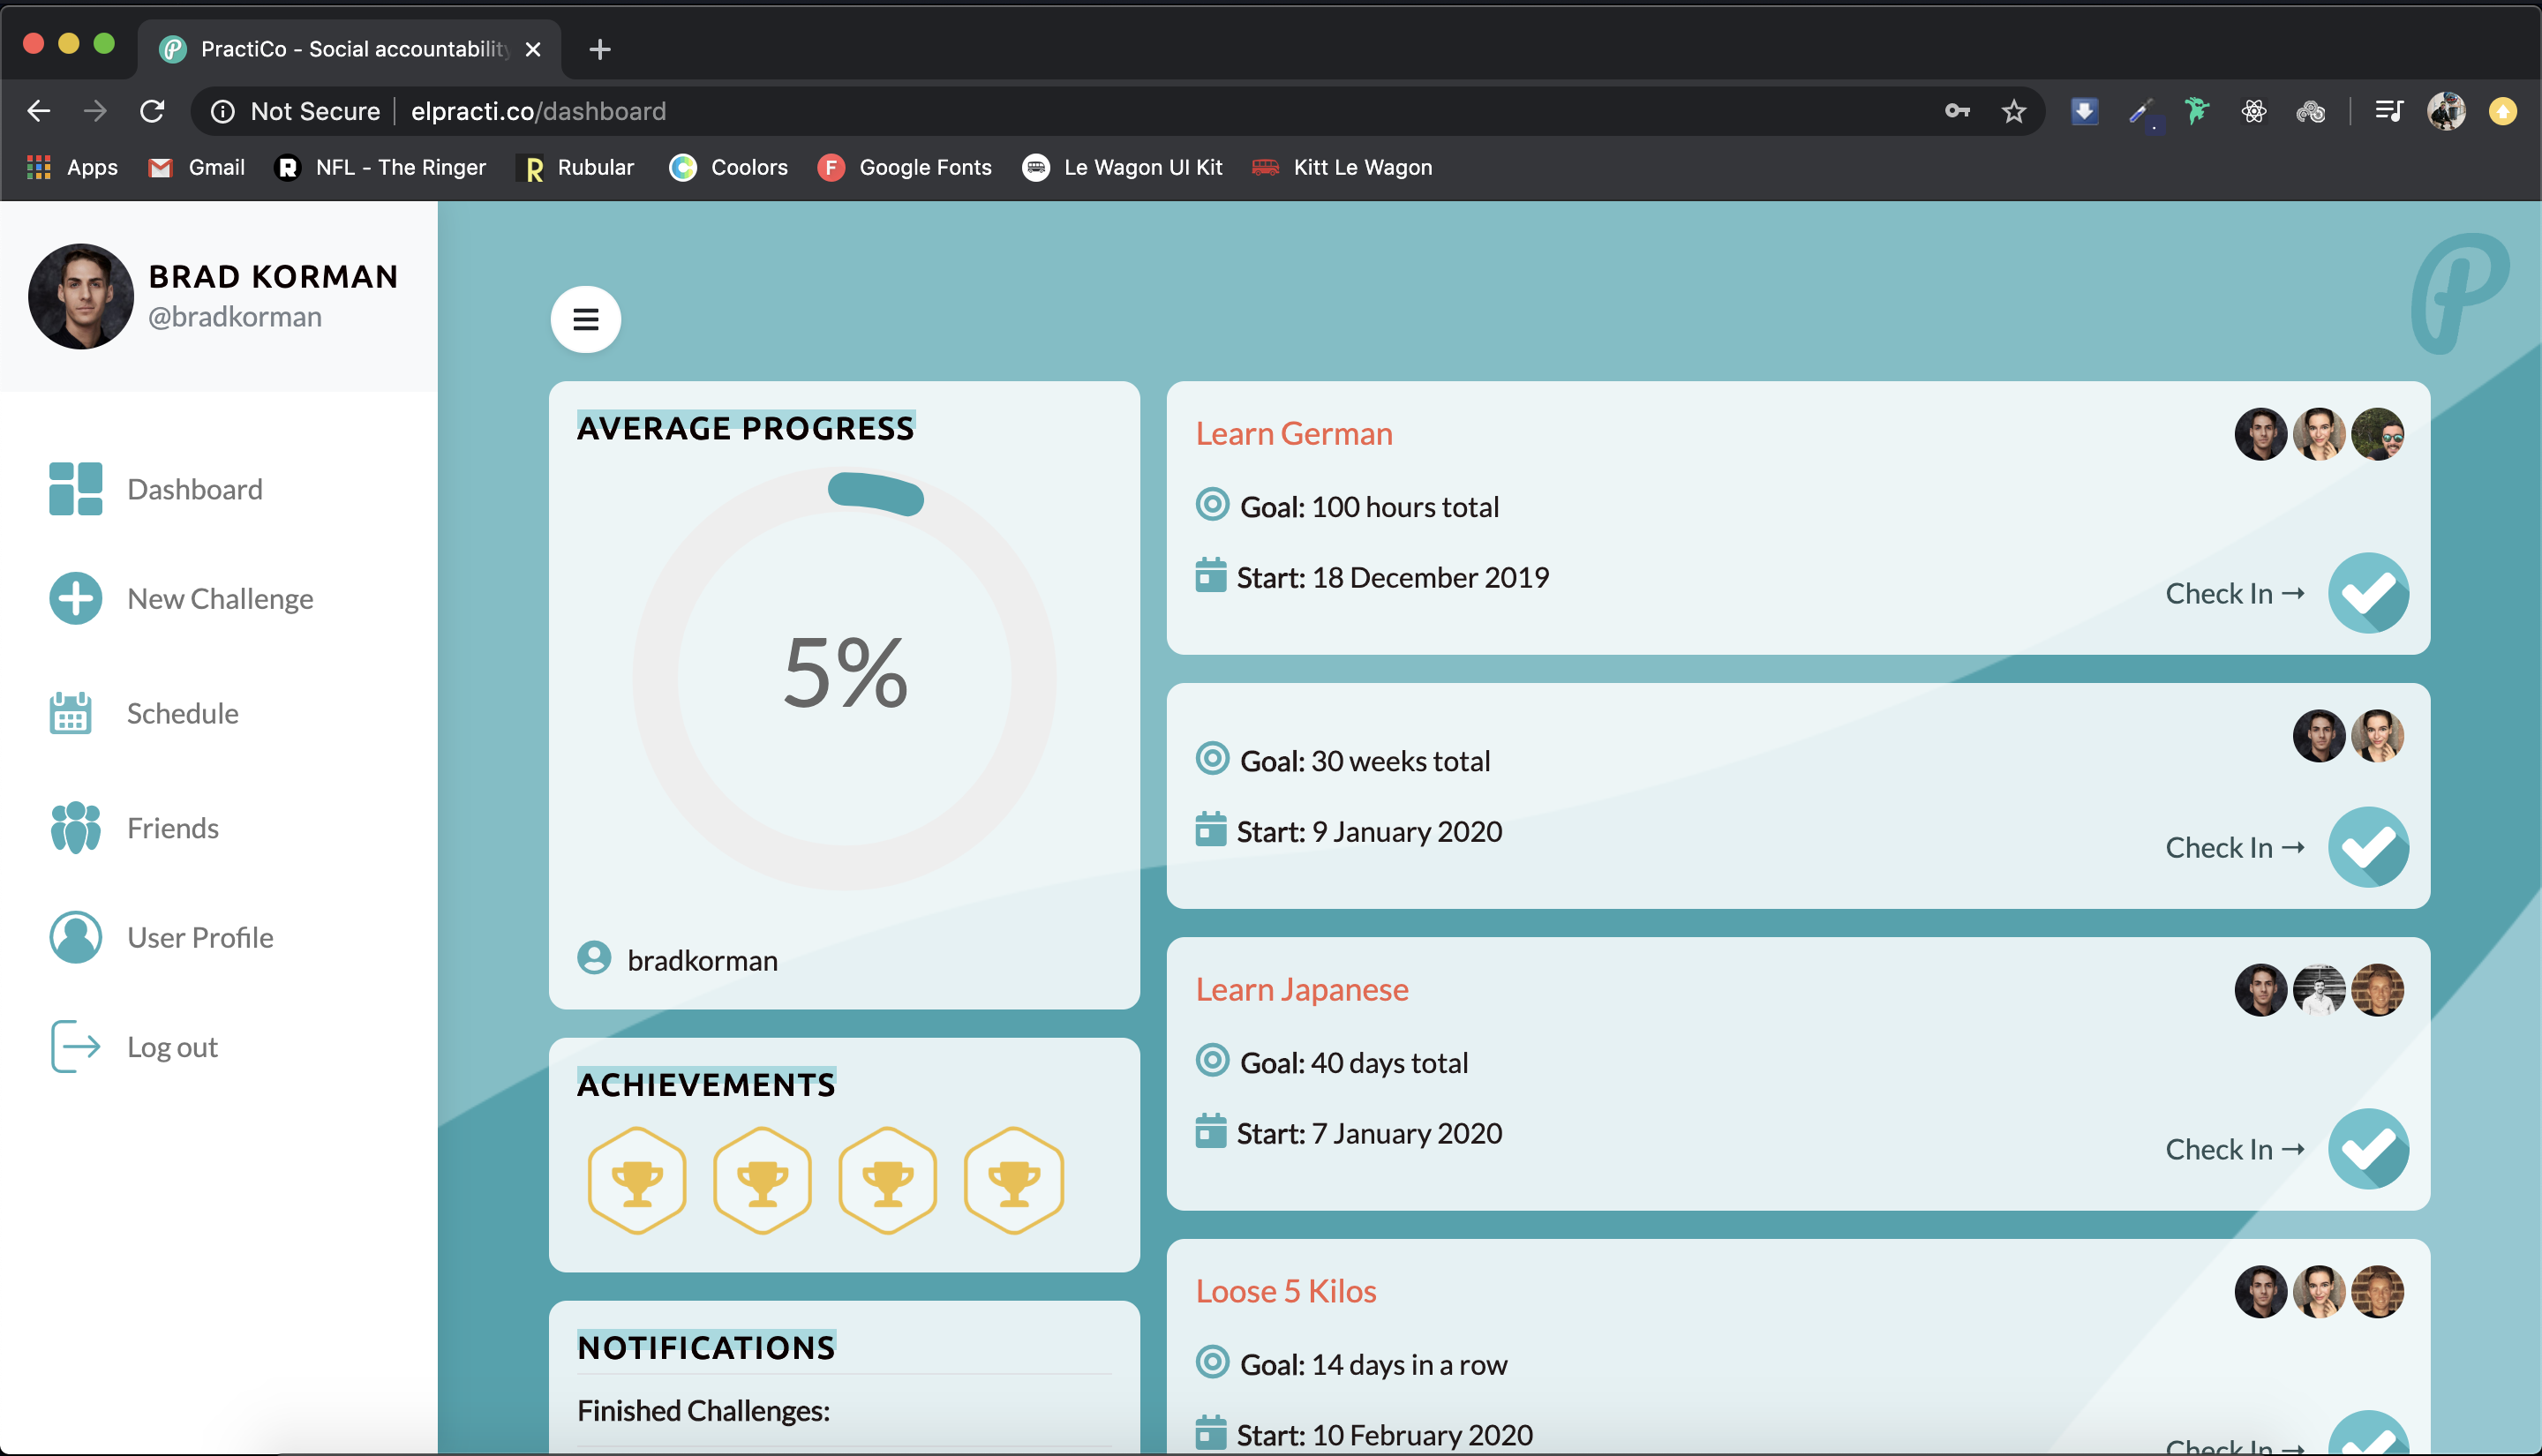 PractiCo - Social accountability
Not Secure elpracti.co/dashboard
Apps Gmail NFL - The Ringer Rubular Coolors Google Fonts Le Wagon UI Kit Kitt Le Wagon
BRAD KORMAN
@bradkorman
Dashboard
New Challenge
Schedule
Friends
User Profile
Log out
AVERAGE PROGRESS
5%
bradkorman
ACHIEVEMENTS
NOTIFICATIONS
Finished Challenges:
Learn German
Goal: 100 hours total
Start: 18 December 2019
Check In →
Goal: 30 weeks total
Start: 9 January 2020
Check In →
Learn Japanese
Goal: 40 days total
Start: 7 January 2020
Check In →
Loose 5 Kilos
Goal: 14 days in a row
Start: 10 February 2020
Check In →